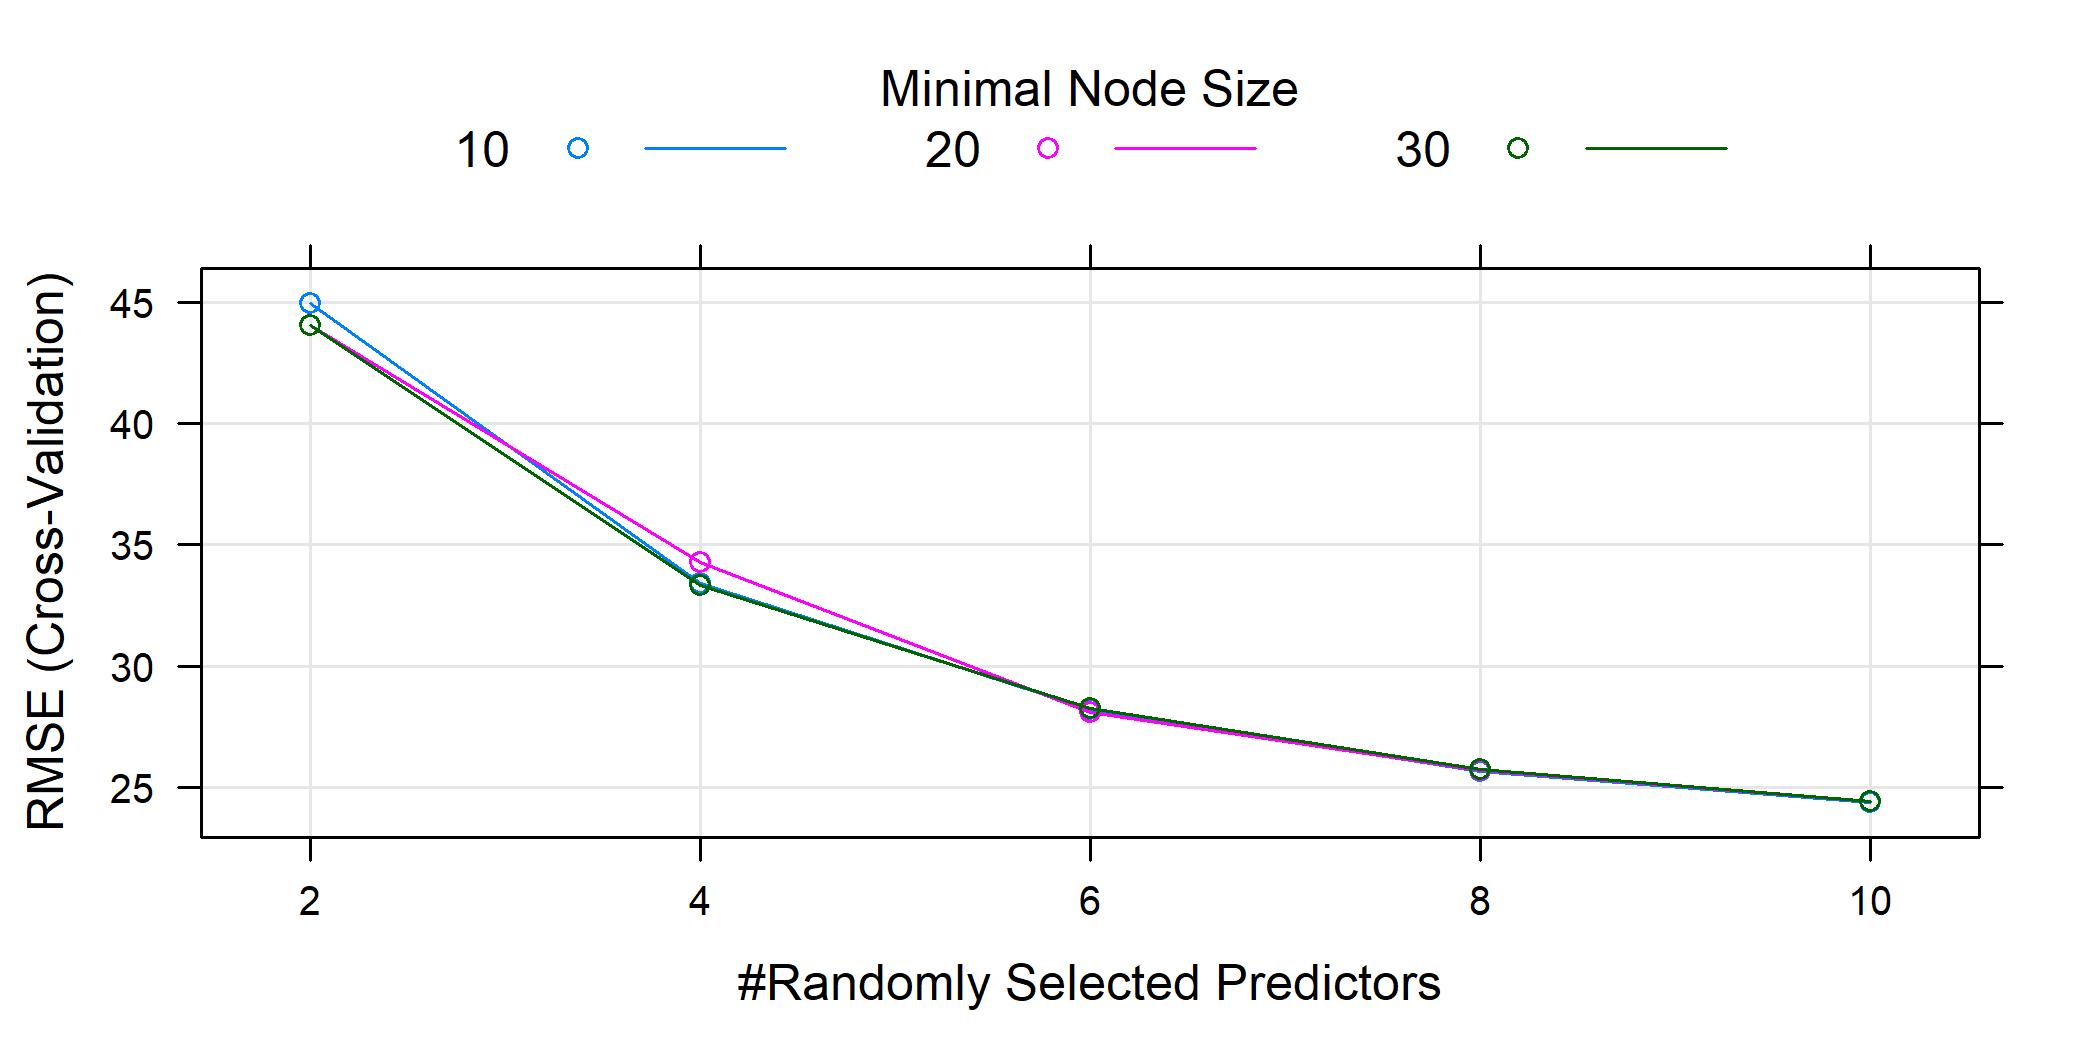 Minimal Node Size
10 20 30
RMSE (Cross-Validation)
45
40
35
30
25
2 4 6 8 10
#Randomly Selected Predictors